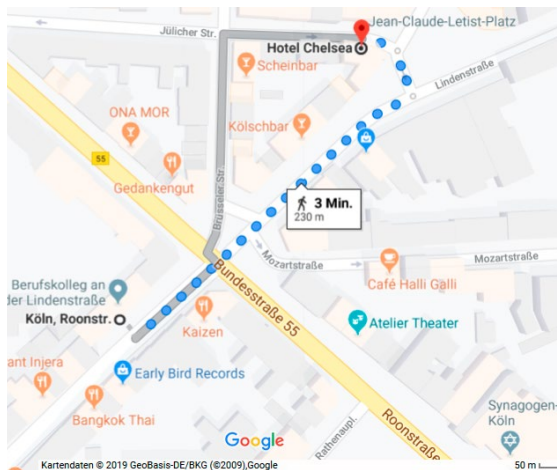 Jean-Claude-Letist-Platz
Jülicher Str.
Hotel Chelsea
Scheinbar
Lindenstraße
ONA MOR
Kölschbar
55
Gedankengut
Brüsseler Str.
3 Min.
230 m
Mozartstraße
Mozartstraße
Bundesstraße 55
Café Halli Galli
Berufskolleg an
der Lindenstraße
Köln, Roonstr.
Kaizen
Atelier Theater
ant Injera
Early Bird Records
Roonstraße
Bangkok Thai
Rathenaupl.
Synagogen-
Köln
Google
Kartendaten © 2019 GeoBasis-DE/BKG (©2009),Google
50 m